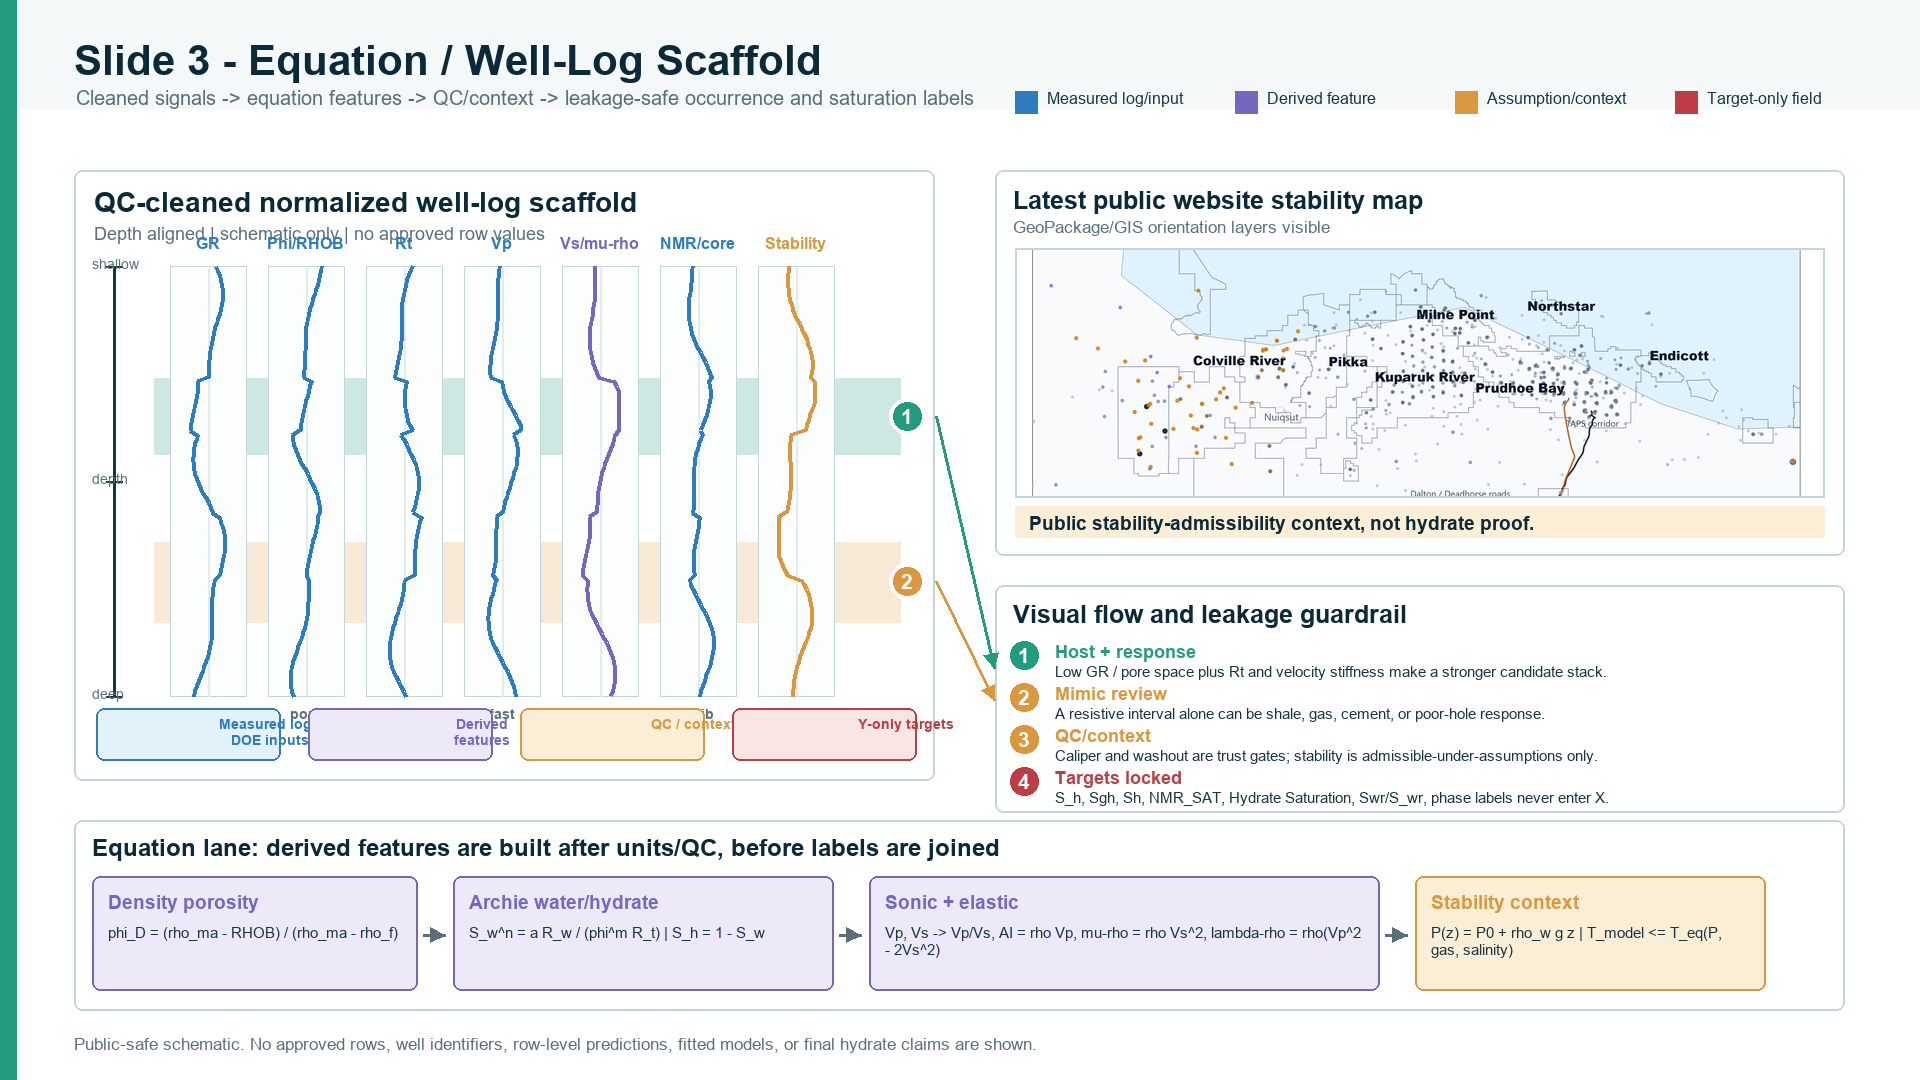 Slide 3 - Equation / Well-Log Scaffold
Cleaned signals -> equation features -> QC/context -> leakage-safe occurrence and saturation labels
Measured log/input
Derived feature
Assumption/context
Target-only field
QC-cleaned normalized well-log scaffold
Depth aligned | schematic only | no approved row values
GR
Phi/RHOB
Rt
Vp
Vs/mu-rho
NMR/core
Stability
shallow
depth
deep
1
2
po
fast
ib
Measured log
DOE inputs
Derived
features
QC / context
Y-only targets
Latest public website stability map
GeoPackage/GIS orientation layers visible
Northstar
Milne Point
Endicott
Colville River
Pikka
Kuparuk River
Prudhoe Bay
Nuiqsut
TAPS corridor
Dalton / Deadhorse roads
Public stability-admissibility context, not hydrate proof.
Visual flow and leakage guardrail
1
Host + response
Low GR / pore space plus Rt and velocity stiffness make a stronger candidate stack.
2
Mimic review
A resistive interval alone can be shale, gas, cement, or poor-hole response.
3
QC/context
Caliper and washout are trust gates; stability is admissible-under-assumptions only.
4
Targets locked
S_h, Sgh, Sh, NMR_SAT, Hydrate Saturation, Swr/S_wr, phase labels never enter X.
Equation lane: derived features are built after units/QC, before labels are joined
Density porosity
phi_D = (rho_ma - RHOB) / (rho_ma - rho_f)
Archie water/hydrate
S_w^n = a R_w / (phi^m R_t) | S_h = 1 - S_w
Sonic + elastic
Vp, Vs -> Vp/Vs, AI = rho Vp, mu-rho = rho Vs^2, lambda-rho = rho(Vp^2
- 2Vs^2)
Stability context
P(z) = P0 + rho_w g z | T_model <= T_eq(P,
gas, salinity)
Public-safe schematic. No approved rows, well identifiers, row-level predictions, fitted models, or final hydrate claims are shown.